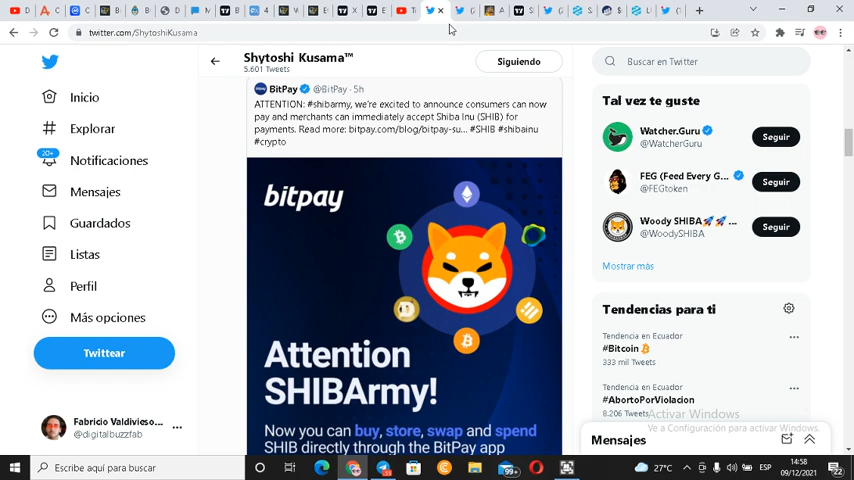 twitter.com/ShytoshiKusama
Inicio
Explorar
20+
Notificaciones
Mensajes
Guardados
Listas
Perfil
Más opciones
Twittear
Fabricio Valdivieso...
@digitalbuzzfab
Shytoshi Kusama™
5.601 Tweets
Siguiendo
BitPay @BitPay · 5h
ATTENTION: #shibarmy, we're excited to announce consumers can now
pay and merchants can immediately accept Shiba Inu (SHIB) for
payments. Read more: bitpay.com/blog/bitpay-su... #SHIB #shibainu
#crypto
bitpay
Attention
SHIBArmy!
Now you can buy, store, swap and spend
SHIB directly through the BitPay app
Buscar en Twitter
Tal vez te guste
Watcher.Guru
@WatcherGuru
Seguir
FEG (Feed Every G...
@FEGtoken
Seguir
Woody SHIBA🚀🚀 ...
@WoodySHIBA
Seguir
Mostrar más
Tendencias para ti
Tendencia en Ecuador
#Bitcoin
333 mil Tweets
Tendencia en Ecuador
#AbortoPorViolacion
8.206 Tweets
Activar Windows
Ve a Configuración para activar Windows.
Mensajes
Escribe aquí para buscar
99+
27°C
ESP
14:58
09/12/2021
22